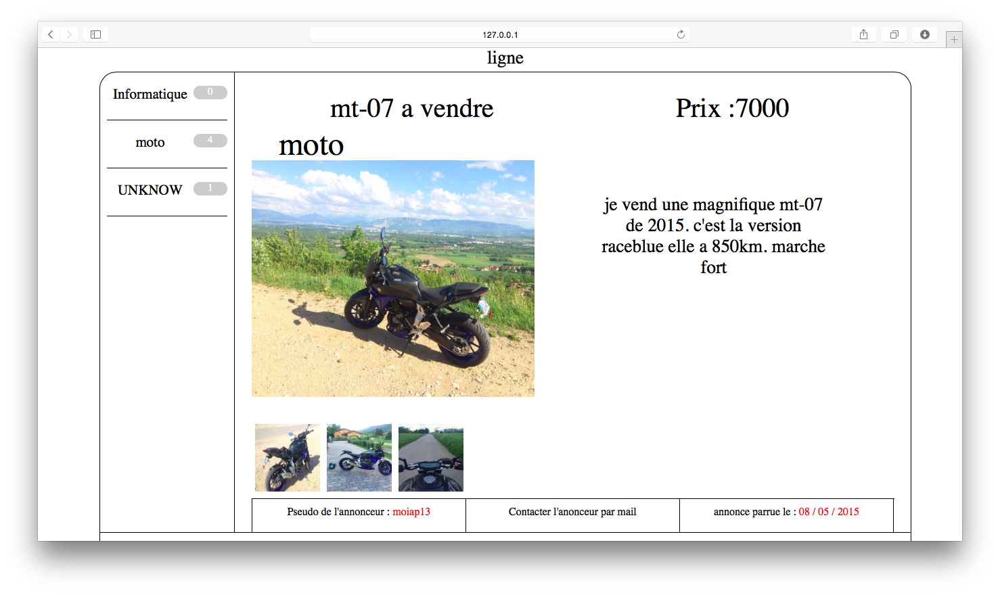 127.0.0.1
ligne
Informatique 0
moto 4
UNKNOW 1
mt-07 a vendre
Prix :7000
moto
je vend une magnifique mt-07
de 2015. c'est la version
raceblue elle a 850km. marche
fort
Pseudo de l'annonceur : moiap13
Contacter l'anonceur par mail
annonce parrue le : 08 / 05 / 2015